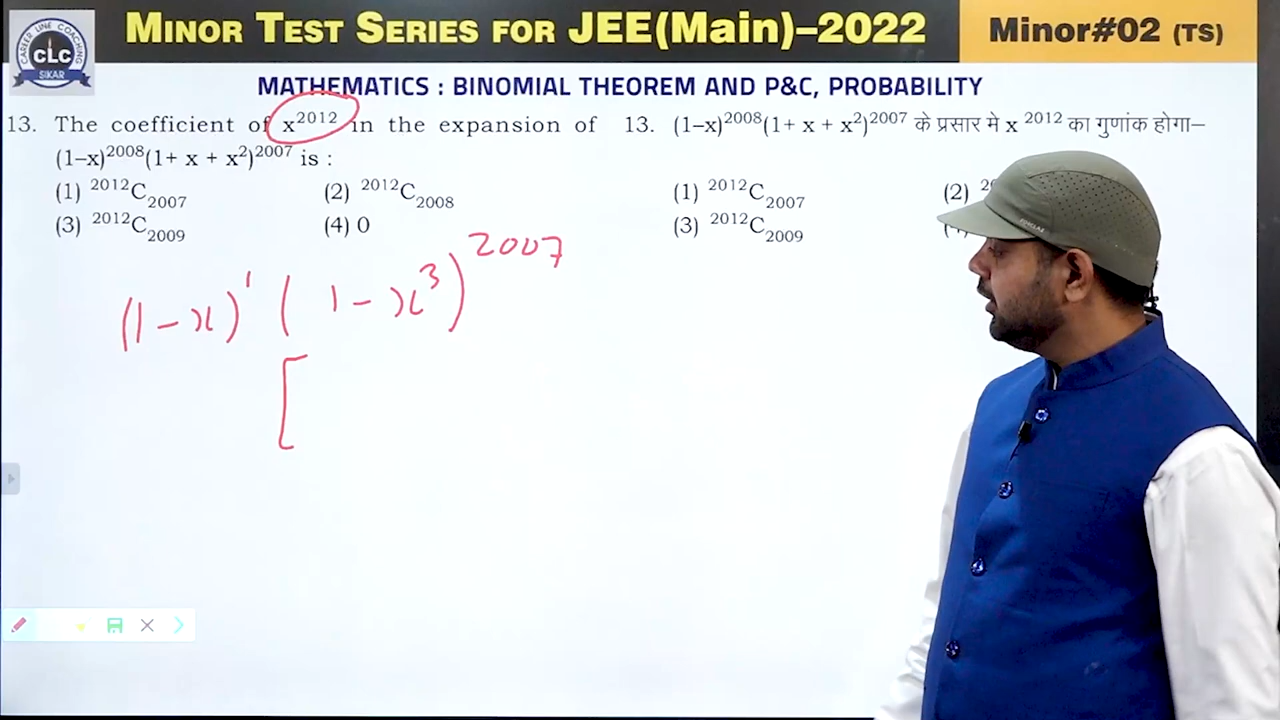 MINOR TEST SERIES FOR JEE(Main)–2022
Minor#02 (TS)
CAREER LINE COACHING
CLC
SIKAR
MATHEMATICS : BINOMIAL THEOREM AND P&C, PROBABILITY
13. The coefficient of x^2012 in the expansion of
(1–x)^2008(1+ x + x^2)^2007 is :
(1) ^2012C_2007
(2) ^2012C_2008
(3) ^2012C_2009
(4) 0
13. (1–x)^2008(1+ x + x^2)^2007 के प्रसार मे x ^2012 का गुणांक होगा–
(1) ^2012C_2007
(2)
(3) ^2012C_2009
(1-x)^1 (1-x^3)^2007
[